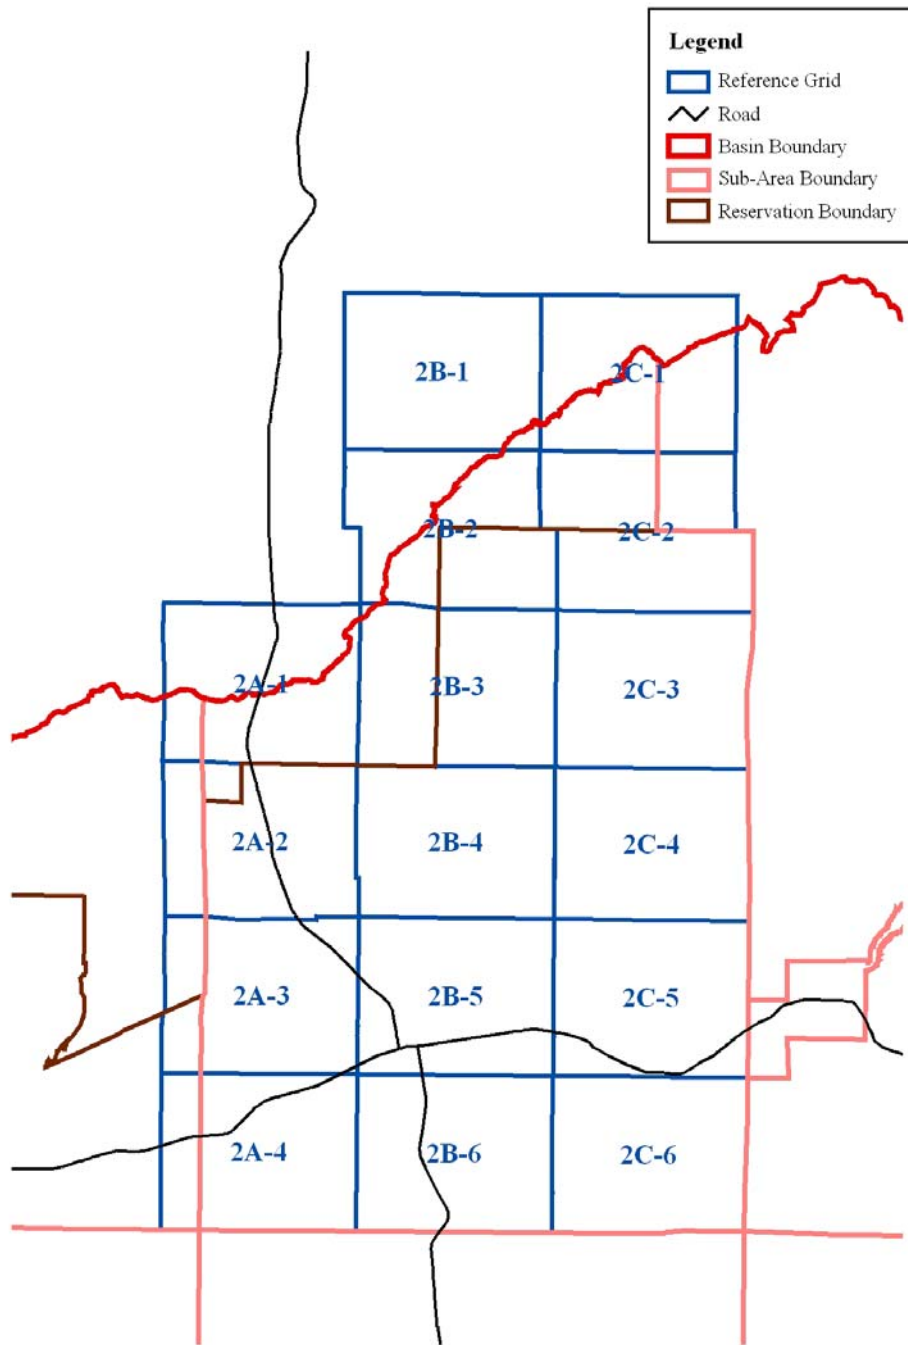 Legend
Reference Grid
Road
Basin Boundary
Sub-Area Boundary
Reservation Boundary
2B-1
2C-1
2B-2
2C-2
2A-1
2B-3
2C-3
2A-2
2B-4
2C-4
2A-3
2B-5
2C-5
2A-4
2B-6
2C-6